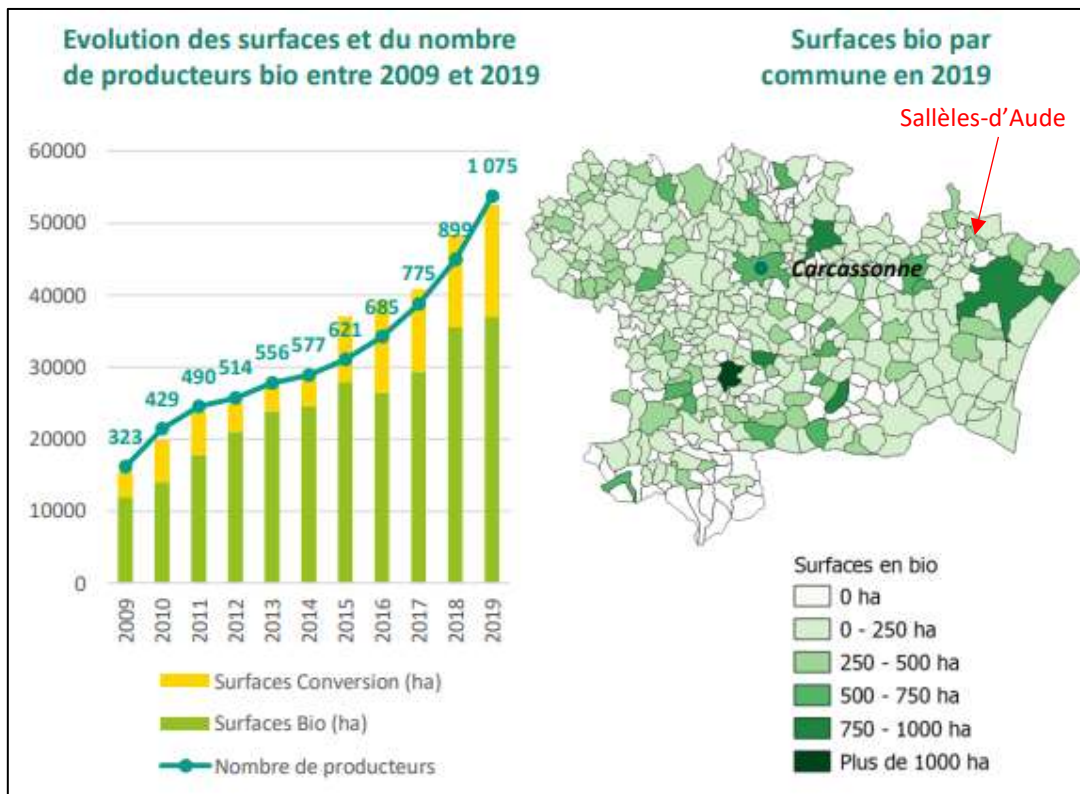 Evolution des surfaces et du nombre
de producteurs bio entre 2009 et 2019
60000
50000
40000
30000
20000
10000
0
323
429
490
514
556
577
621
685
775
899
1 075
2009
2010
2011
2012
2013
2014
2015
2016
2017
2018
2019
Surfaces Conversion (ha)
Surfaces Bio (ha)
Nombre de producteurs
Surfaces bio par
commune en 2019
Sallèles-d’Aude
Carcassonne
Surfaces en bio
0 ha
0 - 250 ha
250 - 500 ha
500 - 750 ha
750 - 1000 ha
Plus de 1000 ha